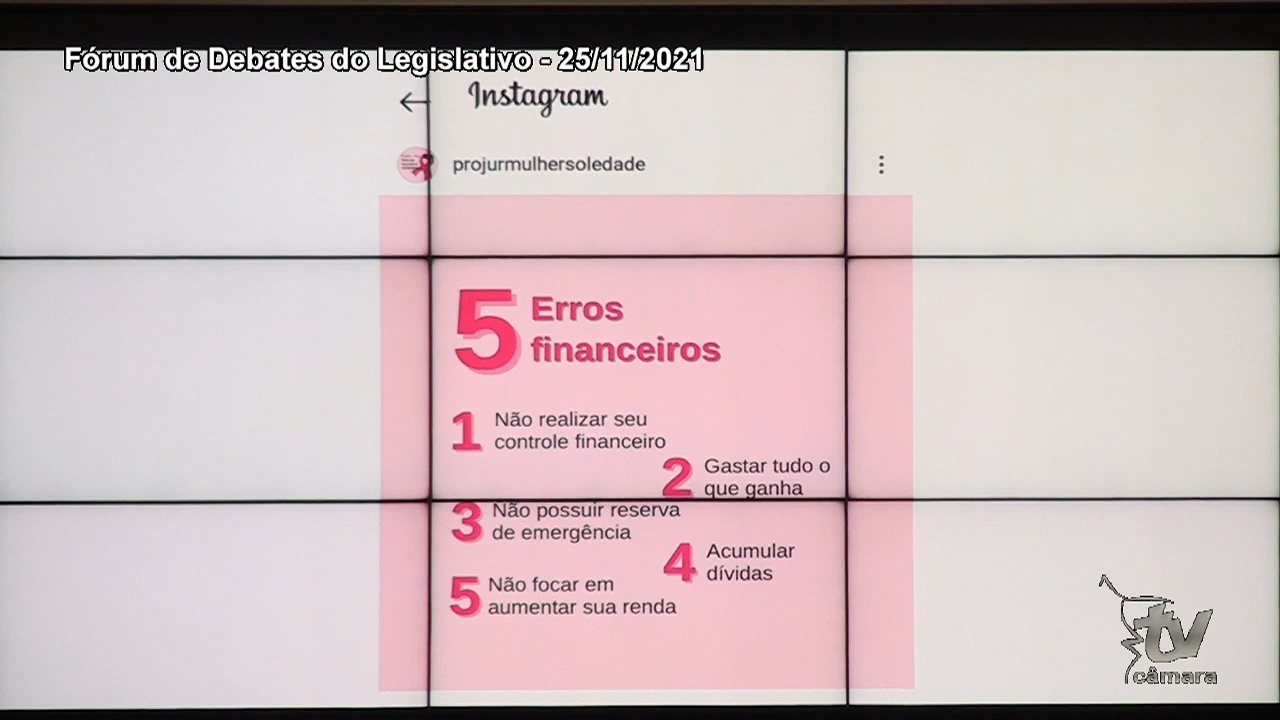 Fórum de Debates do Legislativo - 25/11/2021
Instagram
projurmulhersoledade
5 Erros
financeiros
1 Não realizar seu
controle financeiro
2 Gastar tudo o
que ganha
3 Não possuir reserva
de emergência
4 Acumular
dívidas
5 Não focar em
aumentar sua renda
tv
câmara